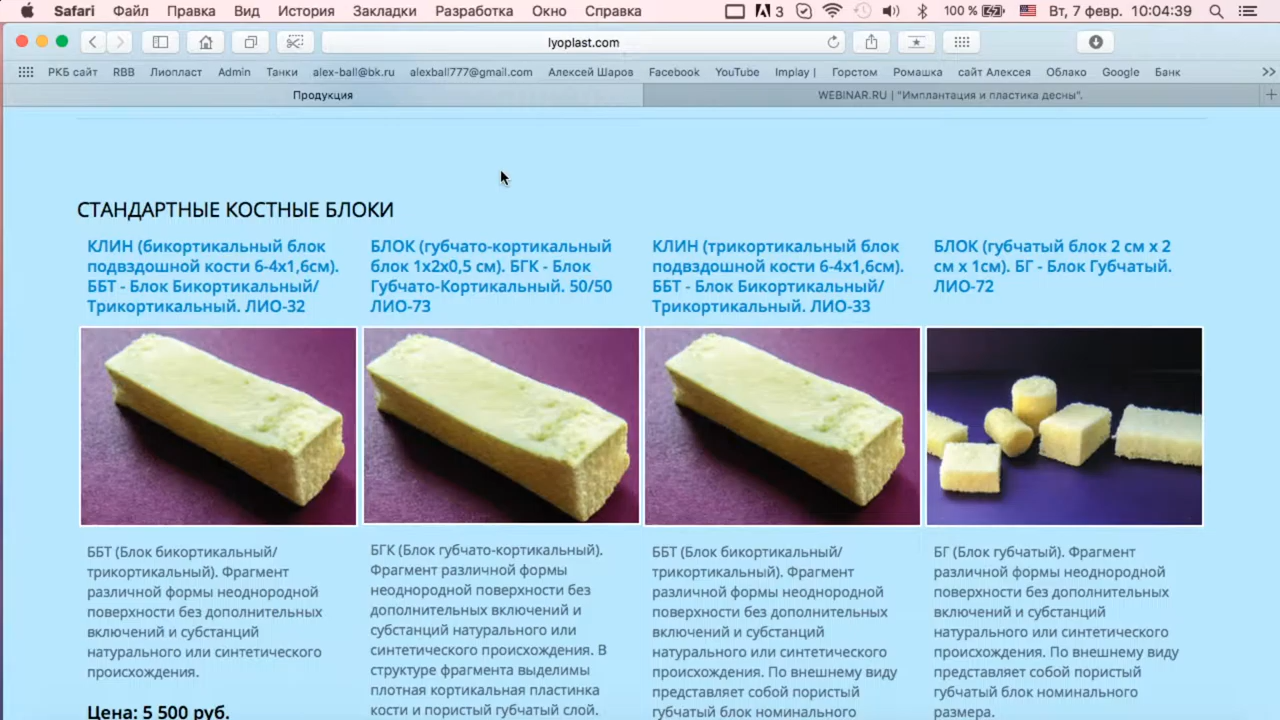 Safari Файл Правка Вид История Закладки Разработка Окно Справка 3 100 % Вт, 7 февр. 10:04:39
lyoplast.com
РКБ сайт RBB Лиопласт Admin Танки alex-ball@bk.ru alexball777@gmail.com Алексей Шаров Facebook YouTube Implay | Горстом Ромашка сайт Алексея Облако Google Банк >>
Продукция
WEBINAR.RU | "Имплантация и пластика десны".
СТАНДАРТНЫЕ КОСТНЫЕ БЛОКИ
КЛИН (бикортикальный блок
подвздошной кости 6-4х1,6см).
ББТ - Блок Бикортикальный/
Трикортикальный. ЛИО-32
БЛОК (губчато-кортикальный
блок 1х2х0,5 см). БГК - Блок
Губчато-Кортикальный. 50/50
ЛИО-73
КЛИН (трикортикальный блок
подвздошной кости 6-4х1,6см).
ББТ - Блок Бикортикальный/
Трикортикальный. ЛИО-33
БЛОК (губчатый блок 2 см х 2
см х 1см). БГ - Блок Губчатый.
ЛИО-72
ББТ (Блок бикортикальный/
трикортикальный). Фрагмент
различной формы неоднородной
поверхности без дополнительных
включений и субстанций
натурального или синтетического
происхождения.
Цена: 5 500 руб.
БГК (Блок губчато-кортикальный).
Фрагмент различной формы
неоднородной поверхности без
дополнительных включений и
субстанций натурального или
синтетического происхождения. В
структуре фрагмента выделимы
плотная кортикальная пластинка
кости и пористый губчатый слой.
ББТ (Блок бикортикальный/
трикортикальный). Фрагмент
различной формы неоднородной
поверхности без дополнительных
включений и субстанций
натурального или синтетического
происхождения. По внешнему виду
представляет собой пористый
губчатый блок номинального
БГ (Блок губчатый). Фрагмент
различной формы неоднородной
поверхности без дополнительных
включений и субстанций
натурального или синтетического
происхождения. По внешнему виду
представляет собой пористый
губчатый блок номинального
размера.